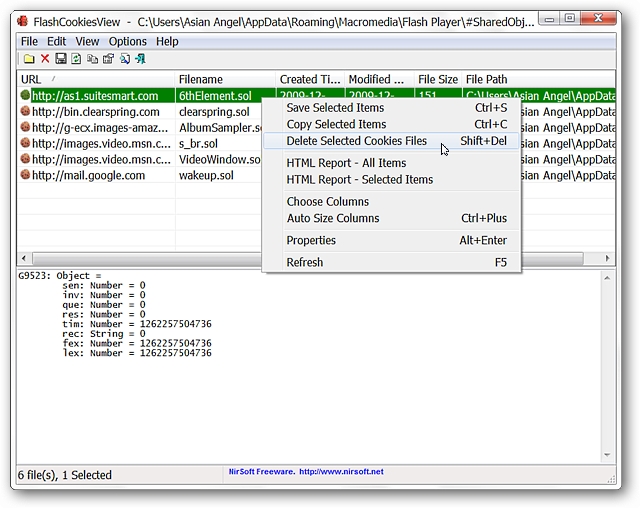 FlashCookiesView - C:\Users\Asian Angel\AppData\Roaming\Macromedia\Flash Player\#SharedObj...
File Edit View Options Help
URL / Filename Created Ti... Modified ... File Size File Path
http://as1.suitesmart.com 6thElement.sol 2009-12- 2009-12- 151 C:\Users\Asian Angel\AppData
http://bin.clearspring.com clearspring.sol \Asian Angel\AppData
http://g-ecx.images-amaz... AlbumSampler.sol \Asian Angel\AppData
http://images.video.msn.c... s_br.sol \Asian Angel\AppData
http://images.video.msn.c... VideoWindow.so \Asian Angel\AppData
http://mail.google.com wakeup.sol \Asian Angel\AppData
Save Selected Items Ctrl+S
Copy Selected Items Ctrl+C
Delete Selected Cookies Files Shift+Del
HTML Report - All Items
HTML Report - Selected Items
Choose Columns
Auto Size Columns Ctrl+Plus
Properties Alt+Enter
Refresh F5
G9523: Object =
sen: Number = 0
inv: Number = 0
que: Number = 0
res: Number = 0
tim: Number = 1262257504736
rec: String = 0
fex: Number = 1262257504736
lex: Number = 1262257504736
6 file(s), 1 Selected NirSoft Freeware. http://www.nirsoft.net